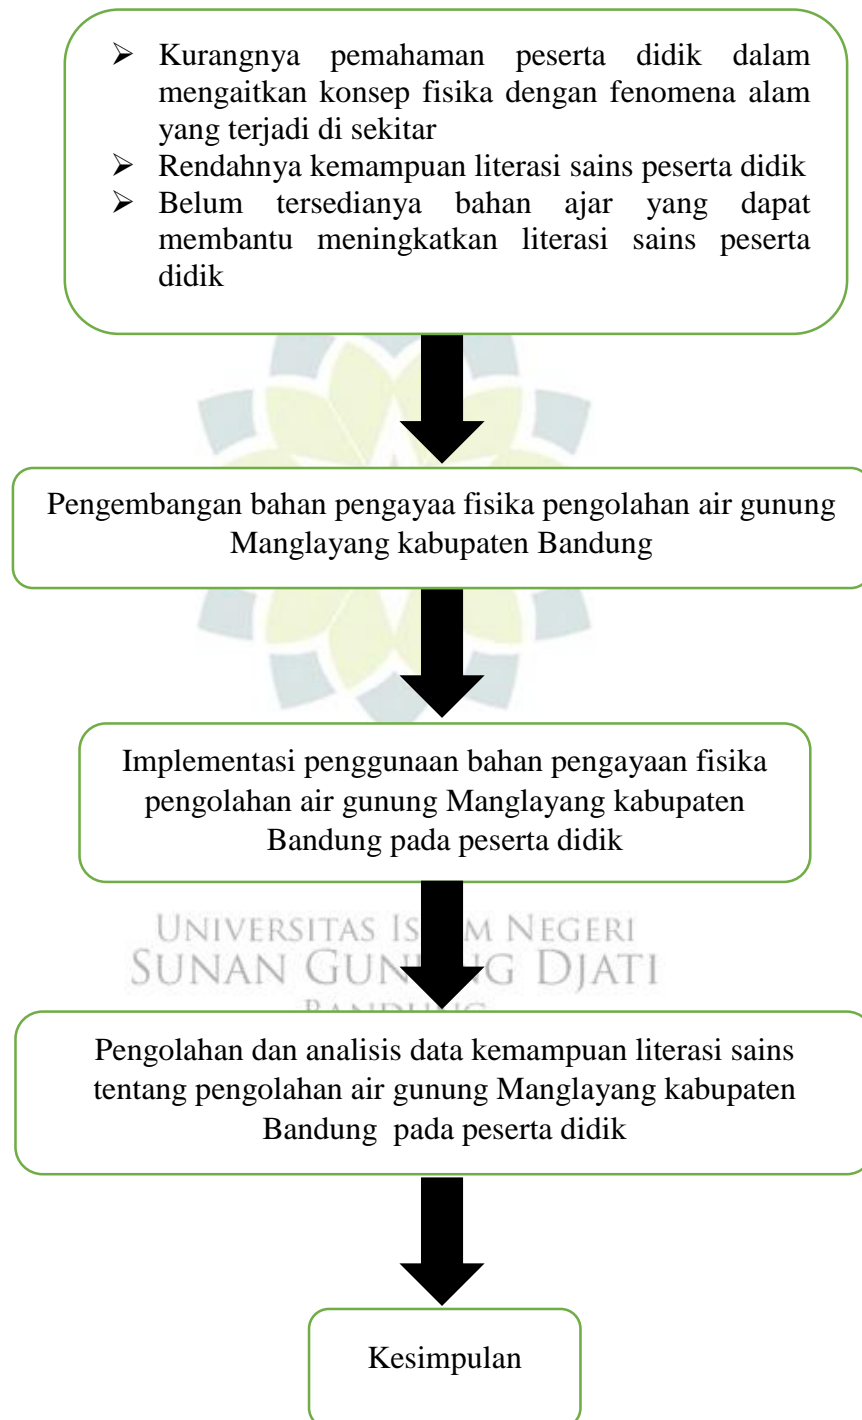 ➢ Kurangnya pemahaman peserta didik dalam
mengaitkan konsep fisika dengan fenomena alam
yang terjadi di sekitar
➢ Rendahnya kemampuan literasi sains peserta didik
➢ Belum tersedianya bahan ajar yang dapat
membantu meningkatkan literasi sains peserta
didik
Pengembangan bahan pengayaa fisika pengolahan air gunung
Manglayang kabupaten Bandung
Implementasi penggunaan bahan pengayaan fisika
pengolahan air gunung Manglayang kabupaten
Bandung pada peserta didik
UNIVERSITAS NEGERI
SUNAN DJATI
Pengolahan dan analisis data kemampuan literasi sains
tentang pengolahan air gunung Manglayang kabupaten
Bandung pada peserta didik
Kesimpulan